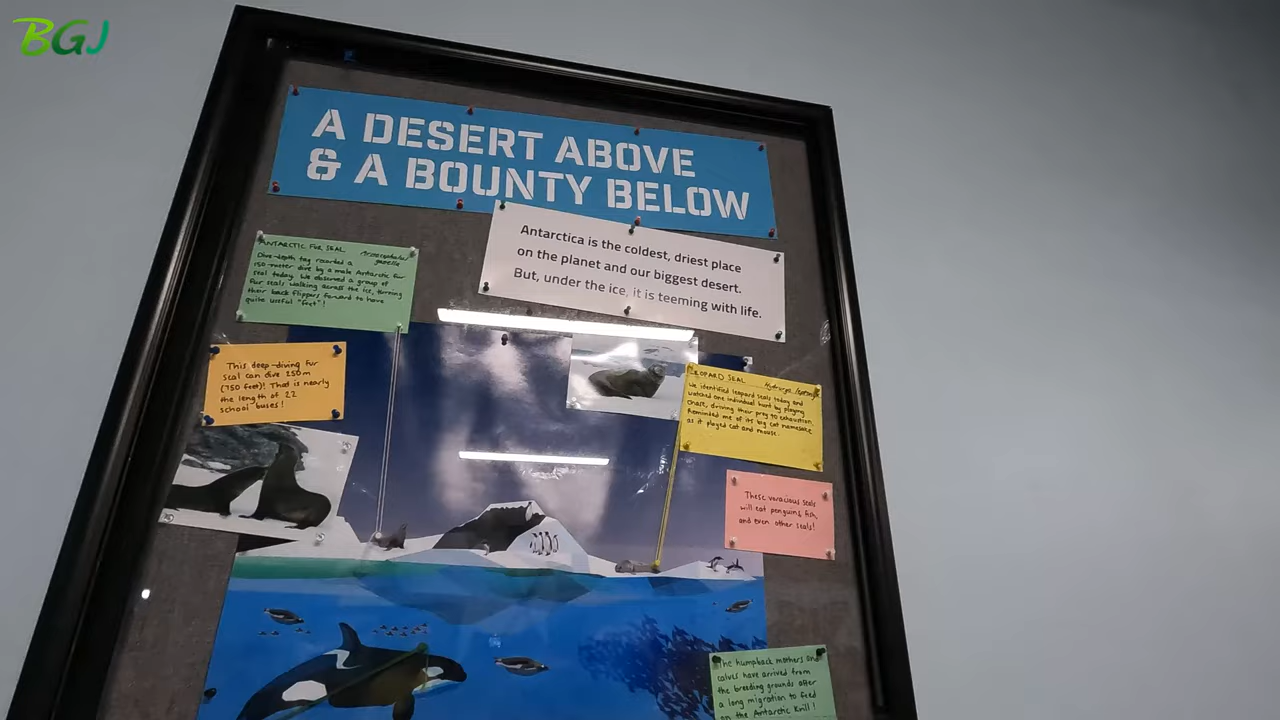 BGJ
A DESERT ABOVE
& A BOUNTY BELOW
Antarctica is the coldest, driest place
on the planet and our biggest desert.
But, under the ice, it is teeming with life.
ANTARCTIC FUR SEAL
Dive-depth tag recorded a
150-meter dive by a male Antarctic fur
seal today. We observed a group of
fur seals walking across the ice, turning
their back flippers forward to have
quite useful "feet"!
This deep-diving fur
seal can dive 250m
(750 feet)! That is nearly
the length of 22
school buses!
LEOPARD SEAL
We identified leopard seals today and
watched one individual hunt by playing
chase, driving their prey to exhaustion.
Reminded me of its big cat namesake
as it played cat and mouse.
These voracious seals
will eat penguins, fish,
and even other seals!
The humpback mothers and
calves have arrived from
the breeding grounds after
a long migration to feed
on the Antarctic Krill!